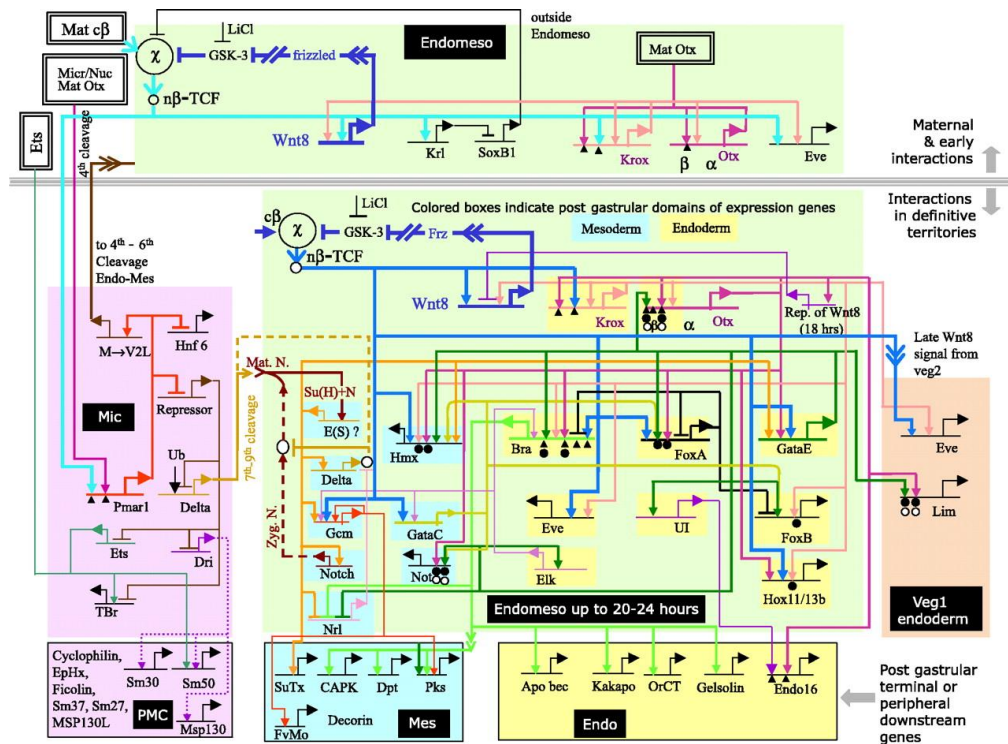 Mat cβ
χ
LiCl
GSK-3
frizzled
Endomeso
outside
Endomeso
Mat Otx
Micr/Nuc
Mat Otx
nβ-TCF
Ets
4th cleavage
Wnt8
Krl
SoxB1
Krox
β
α
Otx
Eve
Maternal
& early
interactions
Interactions
in definitive
territories
Colored boxes indicate post gastrular domains of expression genes
cβ
χ
LiCl
GSK-3
Frz
Mesoderm
Endoderm
nβ-TCF
to 4th - 6th
Cleavage
Endo-Mes
Wnt8
Krox
β
α
Otx
Rep. of Wnt8
(18 hrs)
M→V2L
Hnf 6
Late Wnt8
signal from
veg2
Mat. N.
Su(H)+N
Mic
Repressor
7th-9th cleavage
E(S) ?
Hmx
Bra
FoxA
GataE
Eve
Ub
Pmar1
Delta
Delta
Lim
Gcm
GataC
Eve
UI
FoxB
Ets
Dri
Zyg. N.
Notch
Not
Elk
Hox11/13b
TBr
Nrl
Endomeso up to 20-24 hours
Veg1
endoderm
Cyclophilin,
EpHx,
Ficolin,
Sm37, Sm27,
MSP130L
PMC
Sm30
Sm50
Msp130
SuTx
CAPK
Dpt
Pks
Decorin
FvMo
Mes
Apo bec
Kakapo
OrCT
Gelsolin
Endo16
Endo
Post gastrular
terminal or
peripheral
downstream
genes